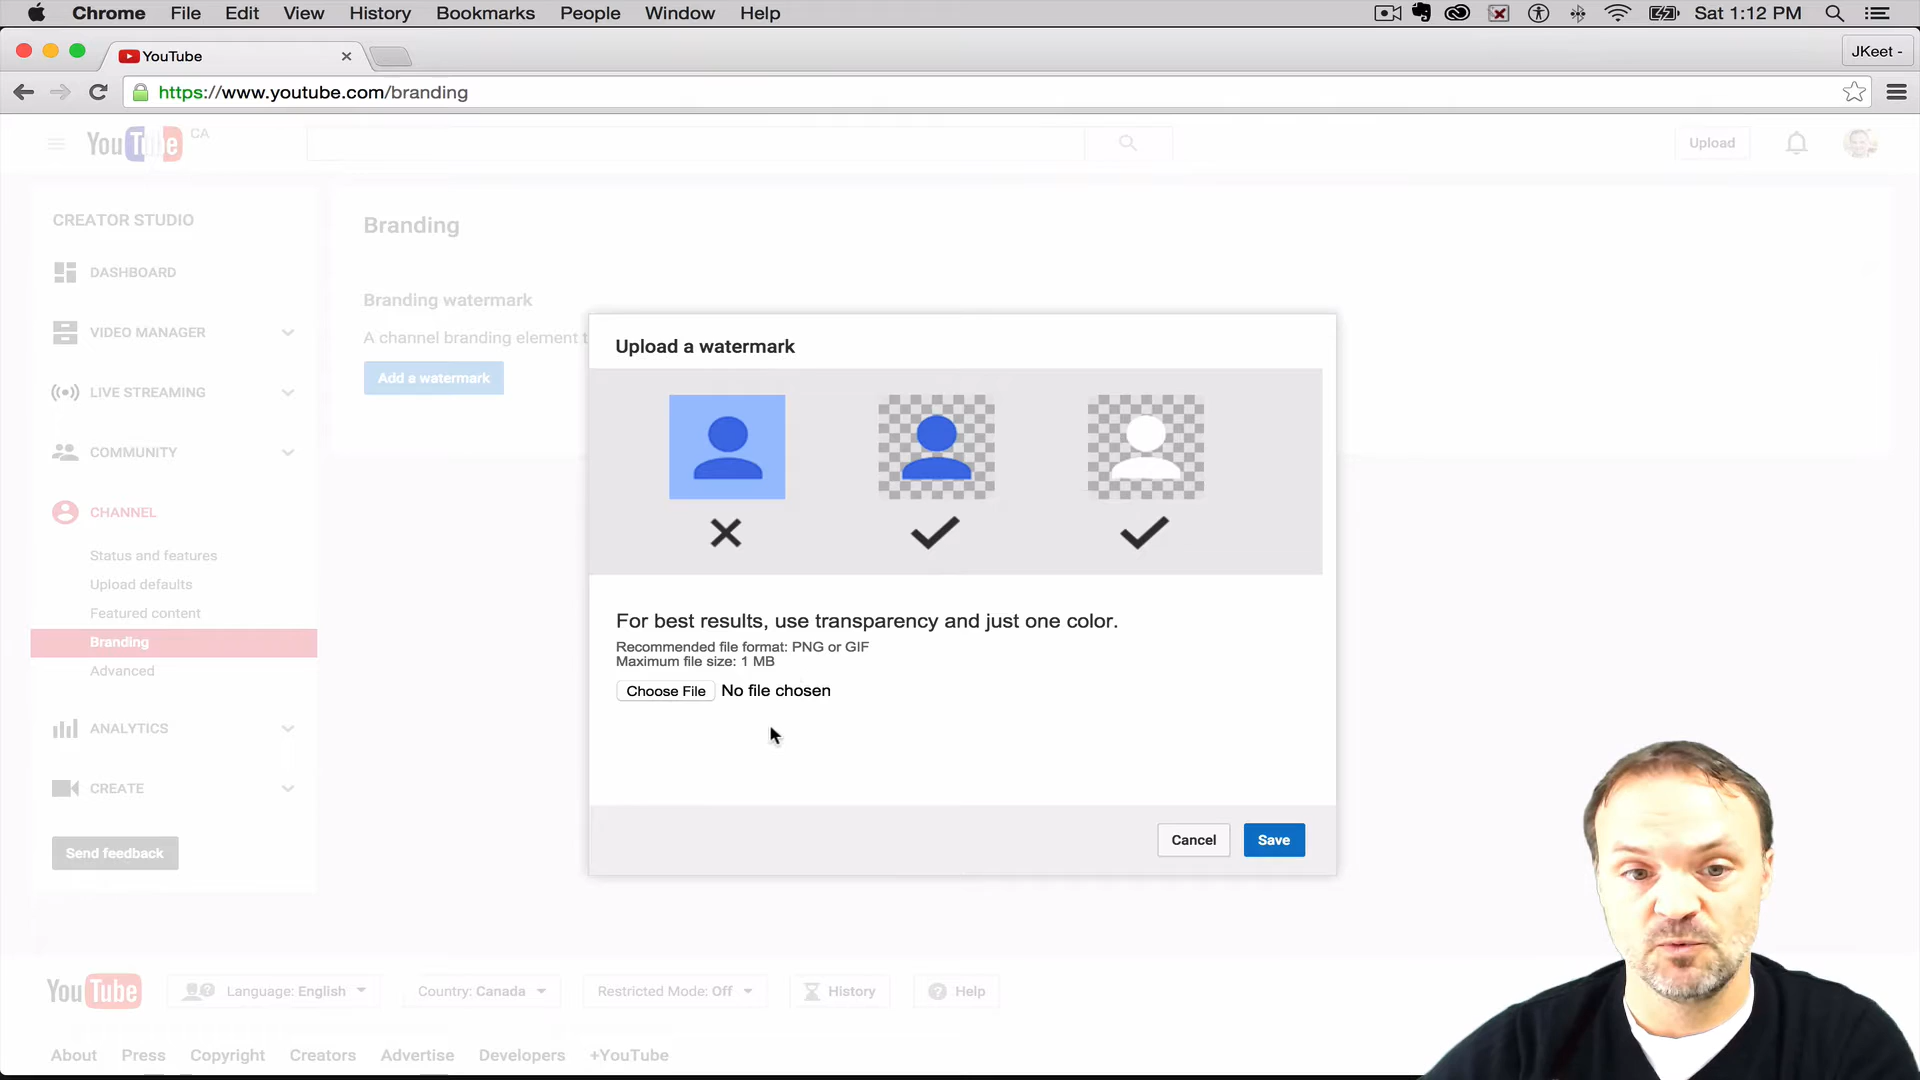 Chrome File Edit View History Bookmarks People Window Help Sat 1:12 PM
YouTube JKeet -
https://www.youtube.com/branding
YouTube CA Upload
CREATOR STUDIO
DASHBOARD
VIDEO MANAGER
LIVE STREAMING
COMMUNITY
CHANNEL
Status and features
Upload defaults
Featured content
Branding
Advanced
ANALYTICS
CREATE
Send feedback
Branding
Branding watermark
A channel branding element t
Add a watermark
Upload a watermark
For best results, use transparency and just one color.
Recommended file format: PNG or GIF
Maximum file size: 1 MB
Choose File No file chosen
Cancel Save
YouTube Language: English Country: Canada Restricted Mode: Off History Help
About Press Copyright Creators Advertise Developers +YouTube